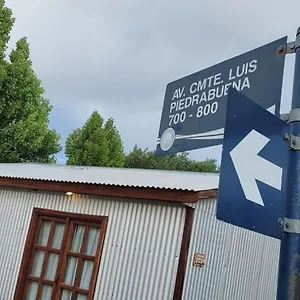 AV. CMTE. LUIS
PIEDRABUENA
700 - 800